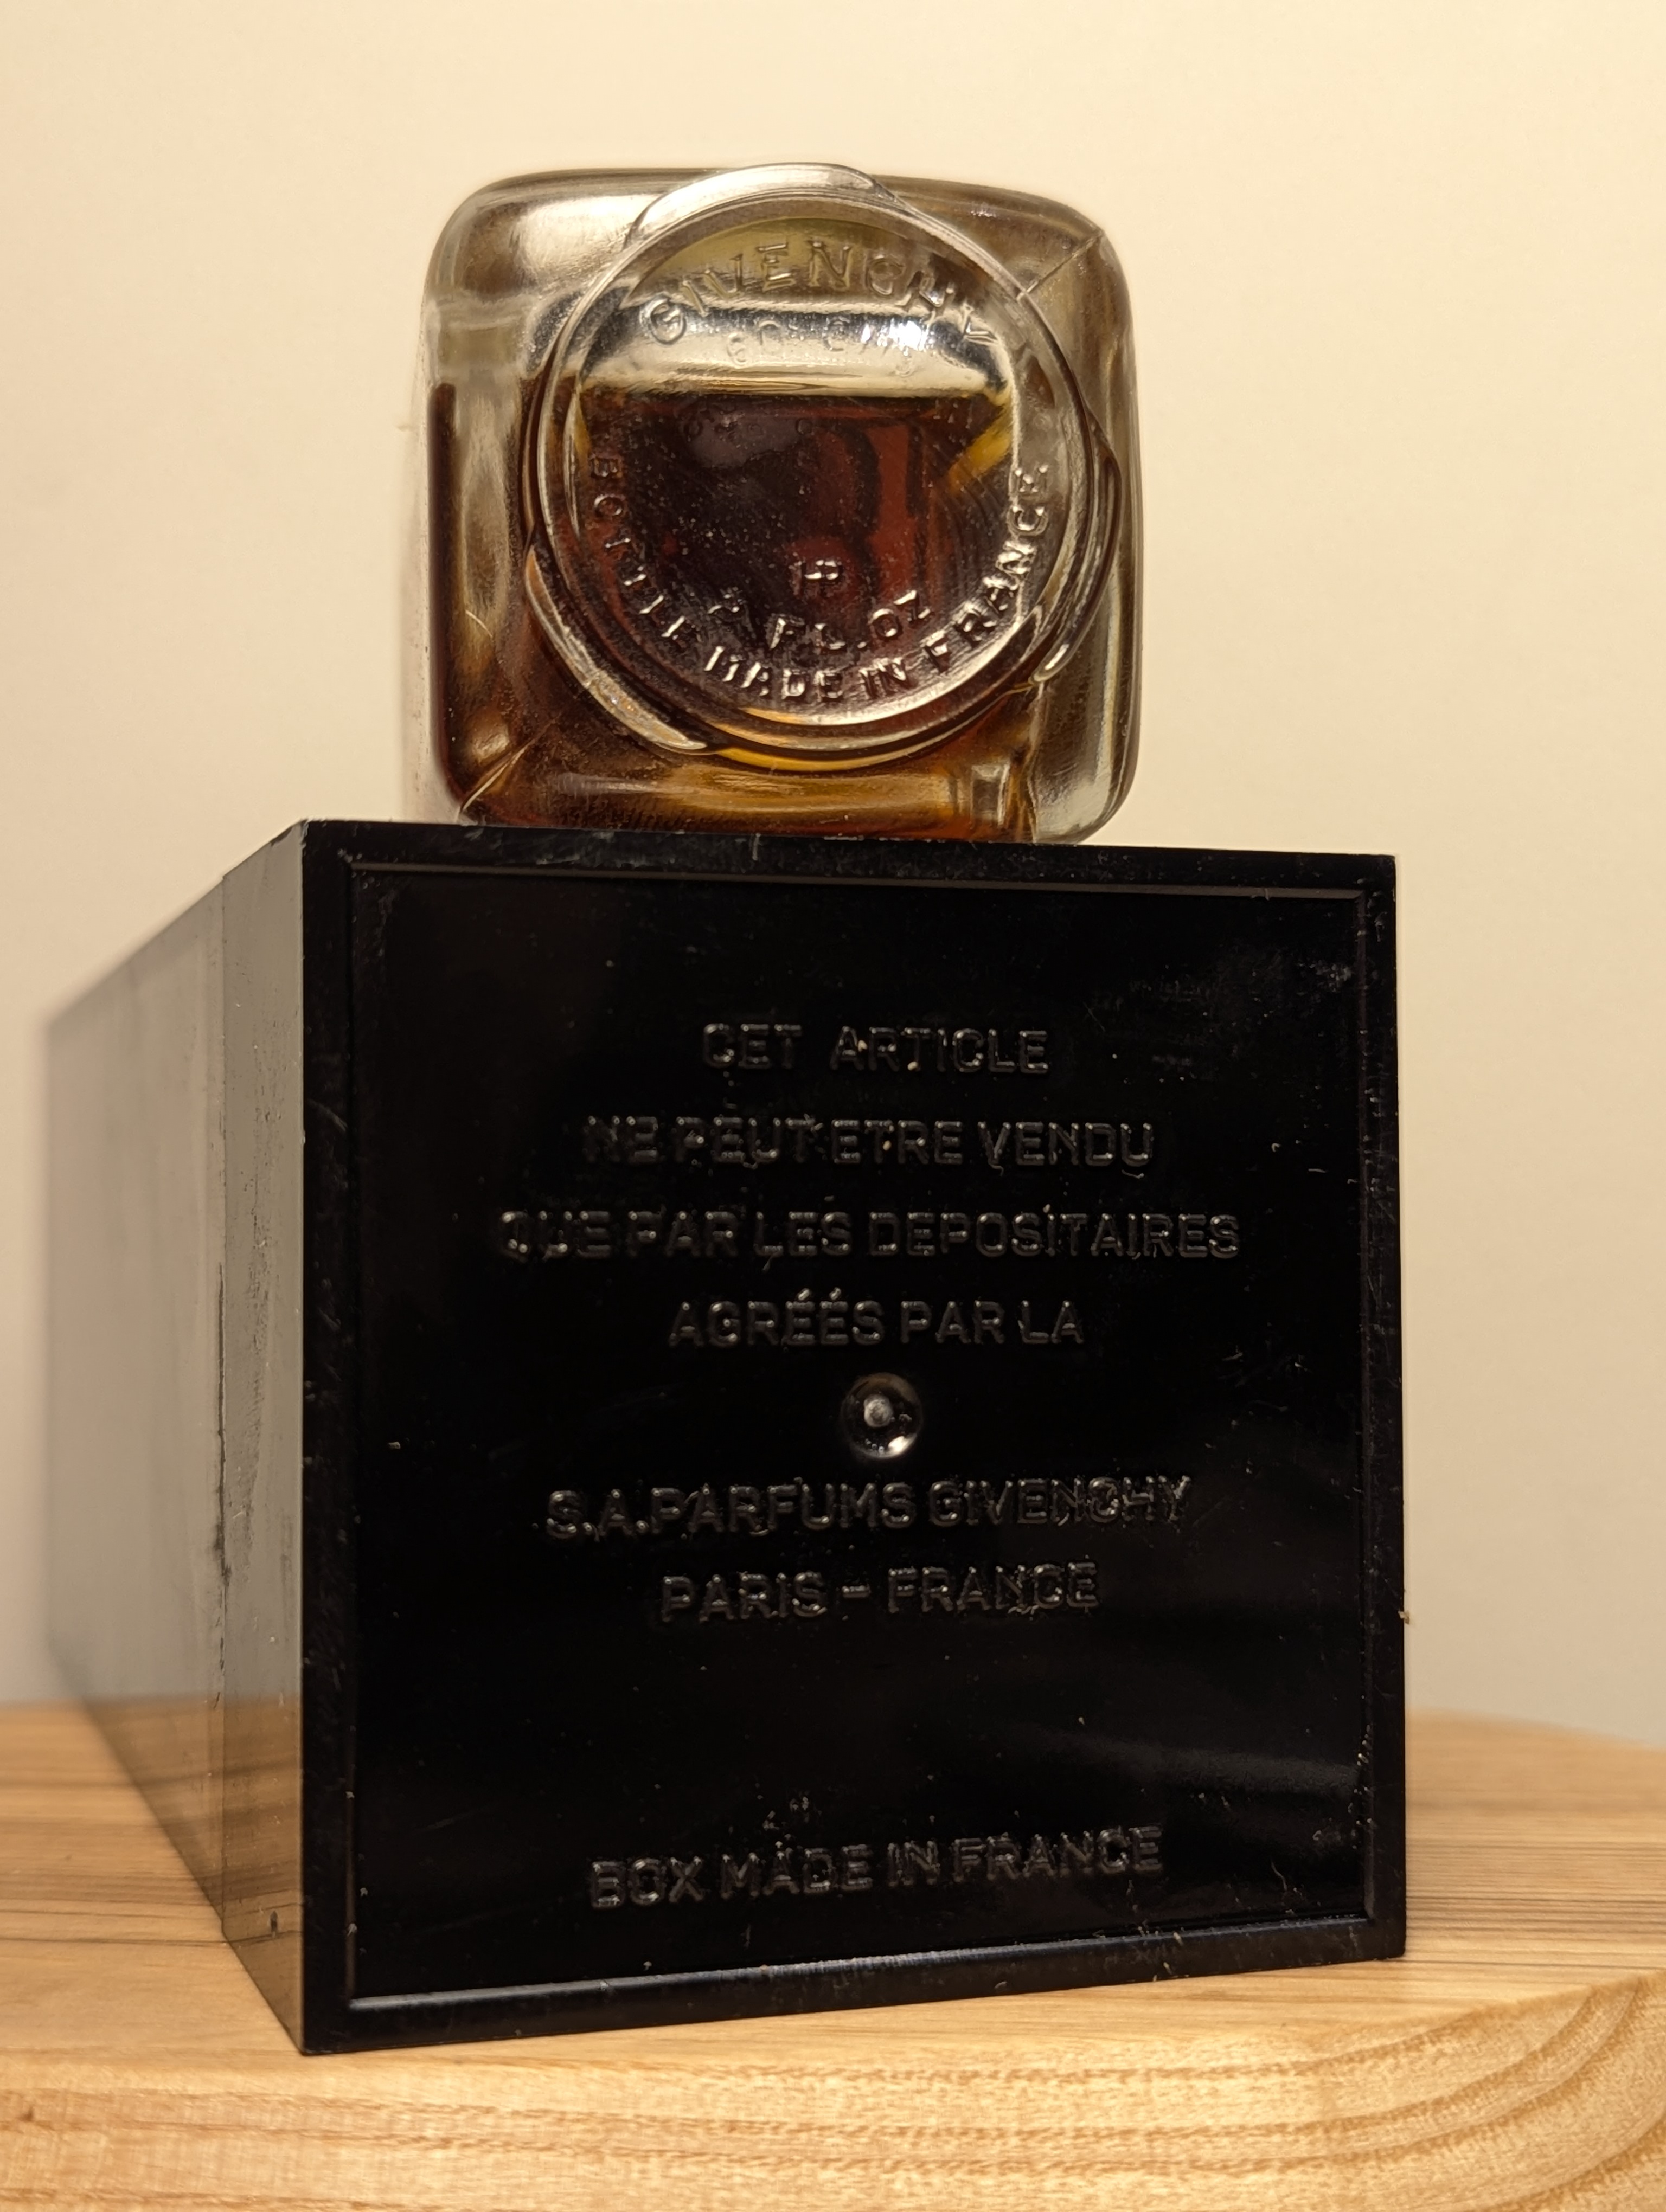 GIVENCHY
2 FL. OZ
BOTTLE MADE IN FRANCE
CET ARTICLE
NE PEUT ETRE VENDU
QUE PAR LES DEPOSITAIRES
AGRÉÉS PAR LA
S.A.PARFUMS GIVENCHY
PARIS - FRANCE
BOX MADE IN FRANCE